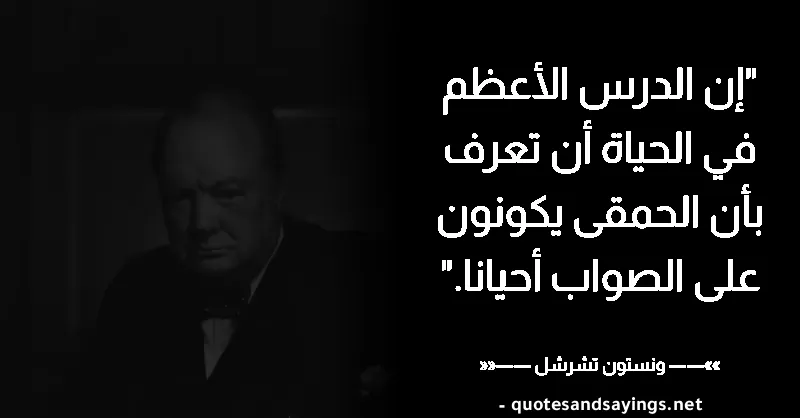 "إن الدرس الأعظم
في الحياة أن تعرف
بأن الحمقى يكونون
على الصواب أحيانا."
»——— ونستون تشرشل ———«
- quotesandsayings.net